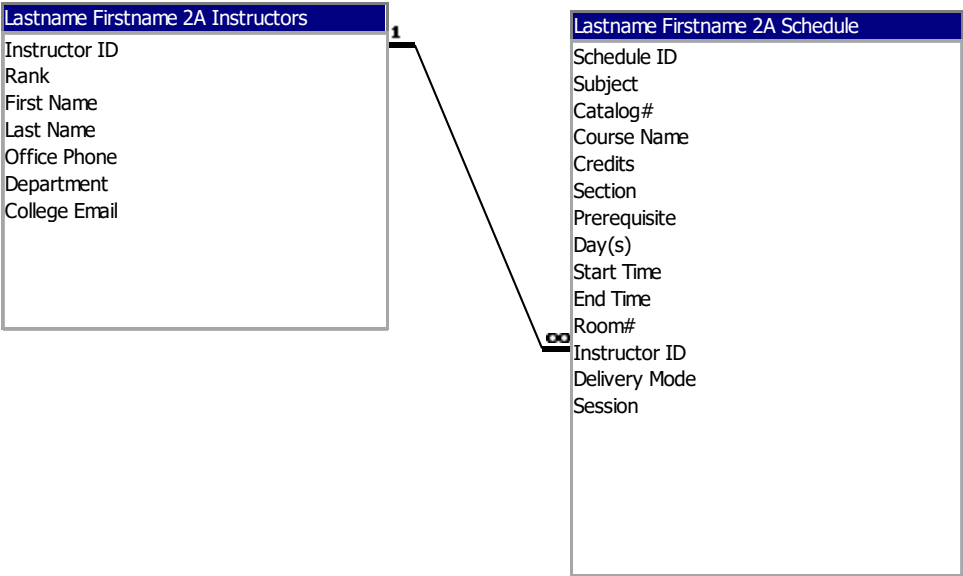 Lastname Firstname 2A Instructors
Instructor ID
Rank
First Name
Last Name
Office Phone
Department
College Email
1
∞
Lastname Firstname 2A Schedule
Schedule ID
Subject
Catalog#
Course Name
Credits
Section
Prerequisite
Day(s)
Start Time
End Time
Room#
Instructor ID
Delivery Mode
Session